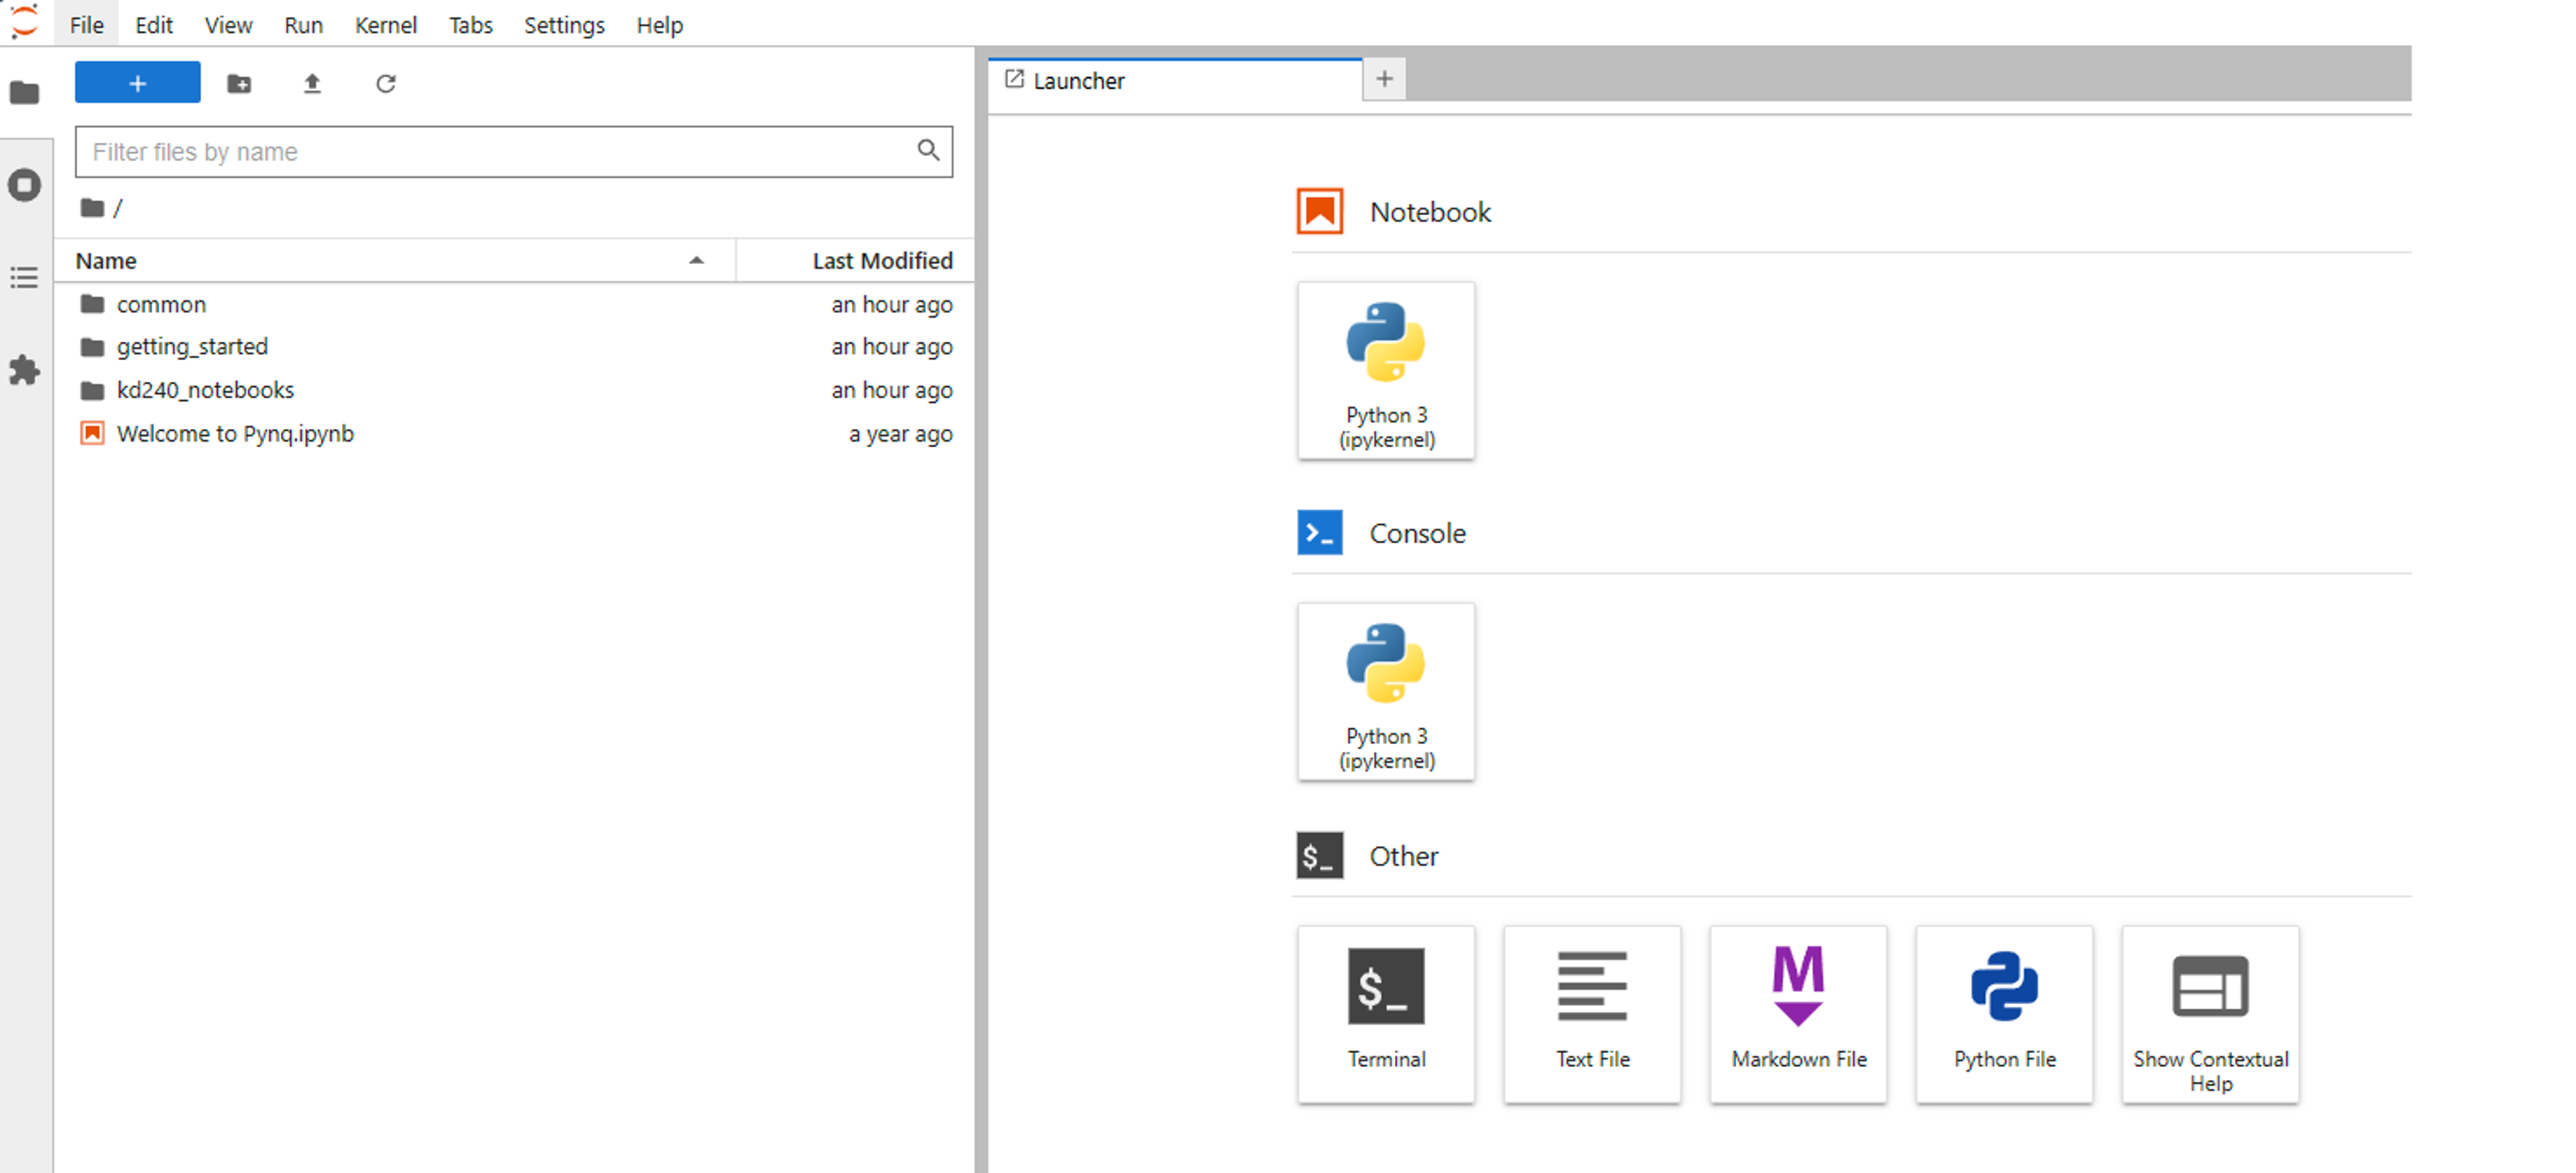 File Edit View Run Kernel Tabs Settings Help
+
Filter files by name
/
Name Last Modified
common an hour ago
getting_started an hour ago
kd240_notebooks an hour ago
Welcome to Pynq.ipynb a year ago
Launcher +
Notebook
Python 3
(ipykernel)
>_ Console
Python 3
(ipykernel)
$_ Other
$_
Terminal
Text File
M
Markdown File
Python File
Show Contextual
Help